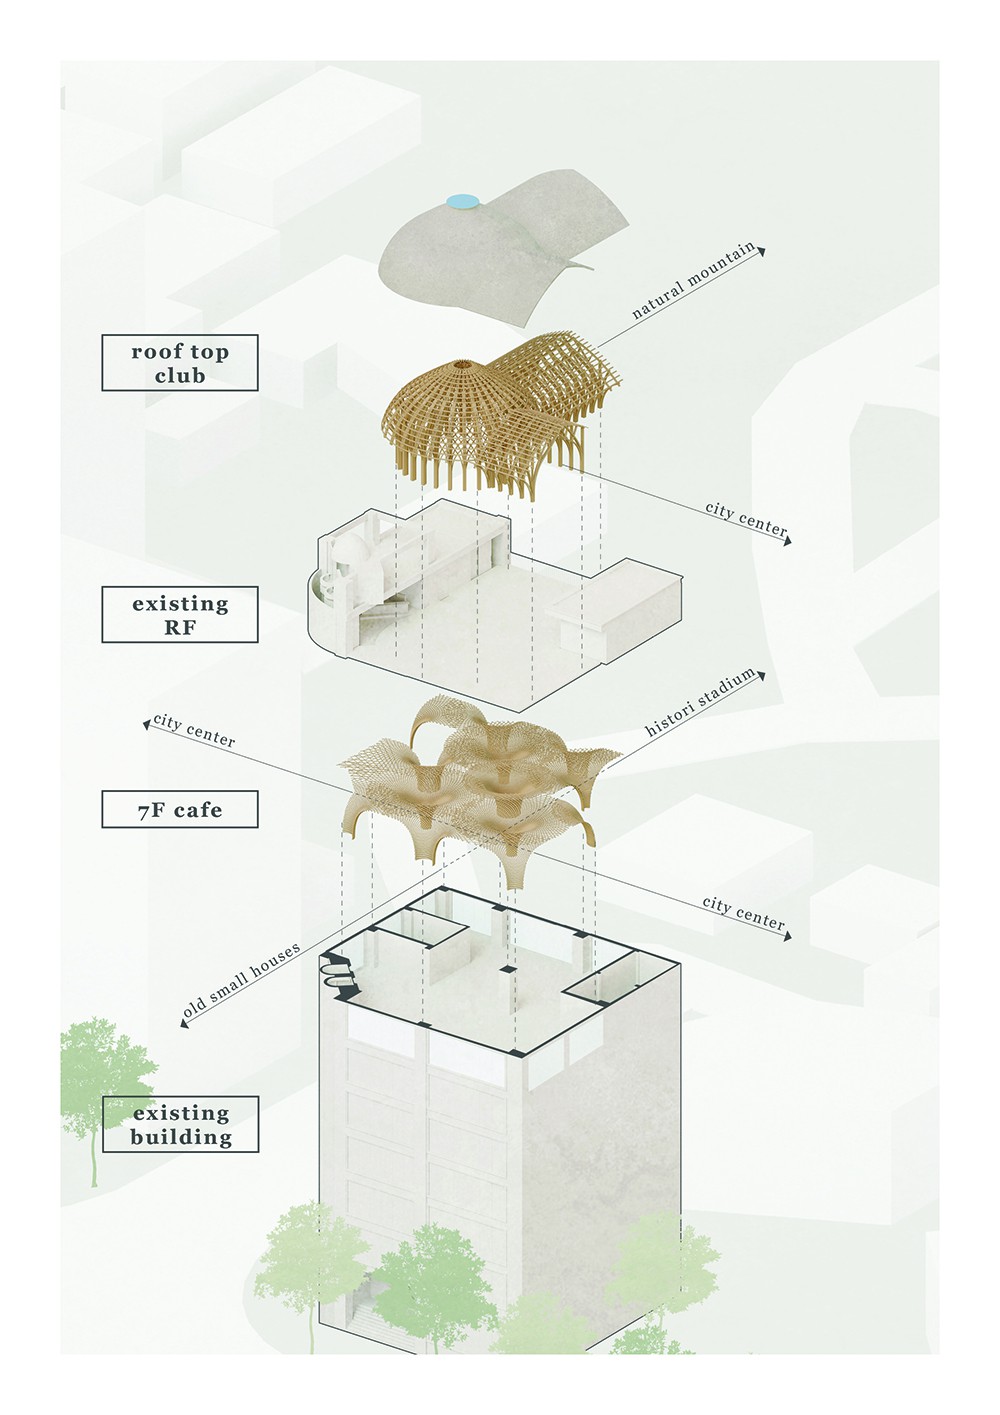 natural mountain
roof top
club
city center
existing
RF
histori stadium
city center
7F cafe
city center
old small houses
existing
building